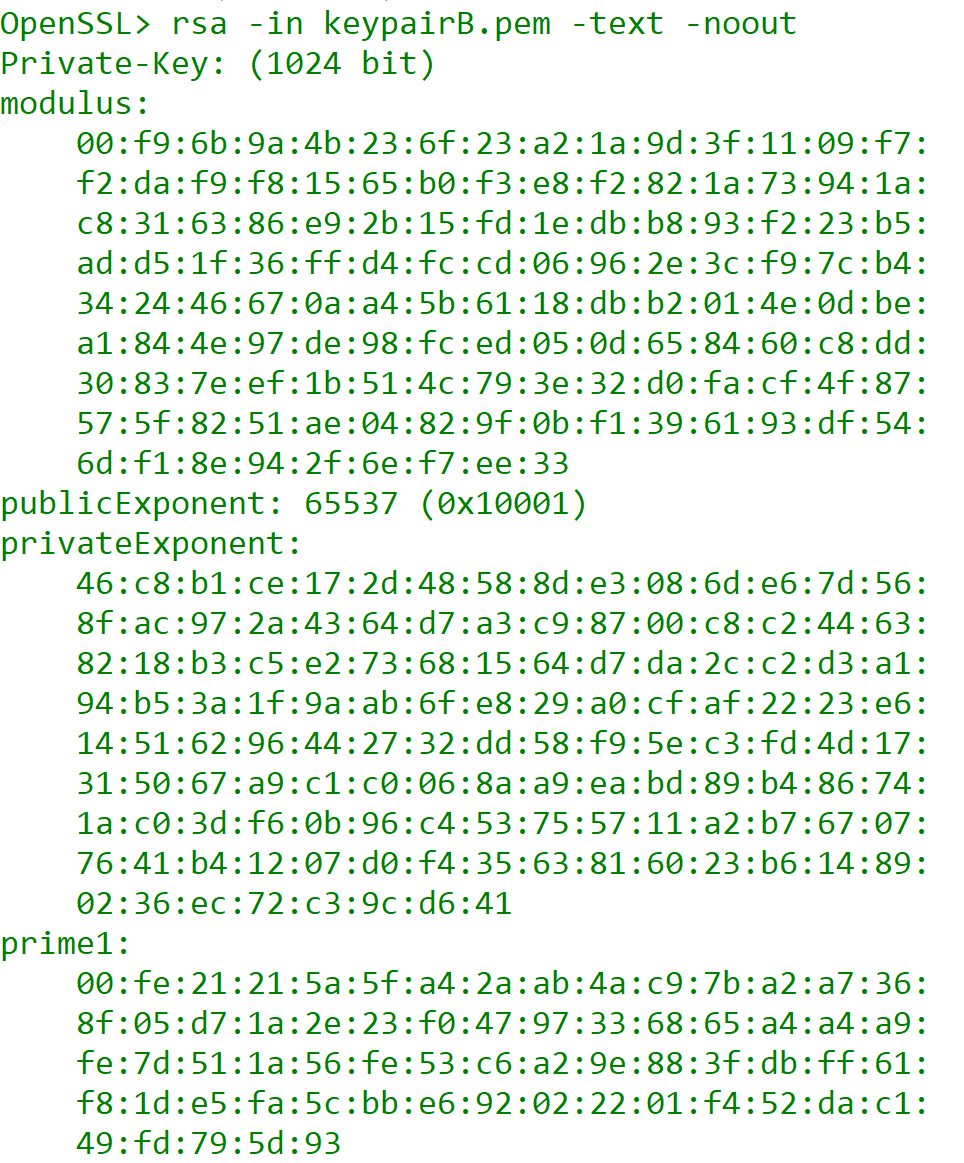 OpenSSL> rsa -in keypairB.pem -text -noout
Private-Key: (1024 bit)
modulus:
    00:f9:6b:9a:4b:23:6f:23:a2:1a:9d:3f:11:09:f7:
    f2:da:f9:f8:15:65:b0:f3:e8:f2:82:1a:73:94:1a:
    c8:31:63:86:e9:2b:15:fd:1e:db:b8:93:f2:23:b5:
    ad:d5:1f:36:ff:d4:fc:cd:06:96:2e:3c:f9:7c:b4:
    34:24:46:67:0a:a4:5b:61:18:db:b2:01:4e:0d:be:
    a1:84:4e:97:de:98:fc:ed:05:0d:65:84:60:c8:dd:
    30:83:7e:ef:1b:51:4c:79:3e:32:d0:fa:cf:4f:87:
    57:5f:82:51:ae:04:82:9f:0b:f1:39:61:93:df:54:
    6d:f1:8e:94:2f:6e:f7:ee:33
publicExponent: 65537 (0x10001)
privateExponent:
    46:c8:b1:ce:17:2d:48:58:8d:e3:08:6d:e6:7d:56:
    8f:ac:97:2a:43:64:d7:a3:c9:87:00:c8:c2:44:63:
    82:18:b3:c5:e2:73:68:15:64:d7:da:2c:c2:d3:a1:
    94:b5:3a:1f:9a:ab:6f:e8:29:a0:cf:af:22:23:e6:
    14:51:62:96:44:27:32:dd:58:f9:5e:c3:fd:4d:17:
    31:50:67:a9:c1:c0:06:8a:a9:ea:bd:89:b4:86:74:
    1a:c0:3d:f6:0b:96:c4:53:75:57:11:a2:b7:67:07:
    76:41:b4:12:07:d0:f4:35:63:81:60:23:b6:14:89:
    02:36:ec:72:c3:9c:d6:41
prime1:
    00:fe:21:21:5a:5f:a4:2a:ab:4a:c9:7b:a2:a7:36:
    8f:05:d7:1a:2e:23:f0:47:97:33:68:65:a4:a4:a9:
    fe:7d:51:1a:56:fe:53:c6:a2:9e:88:3f:db:ff:61:
    f8:1d:e5:fa:5c:bb:e6:92:02:22:01:f4:52:da:c1:
    49:fd:79:5d:93